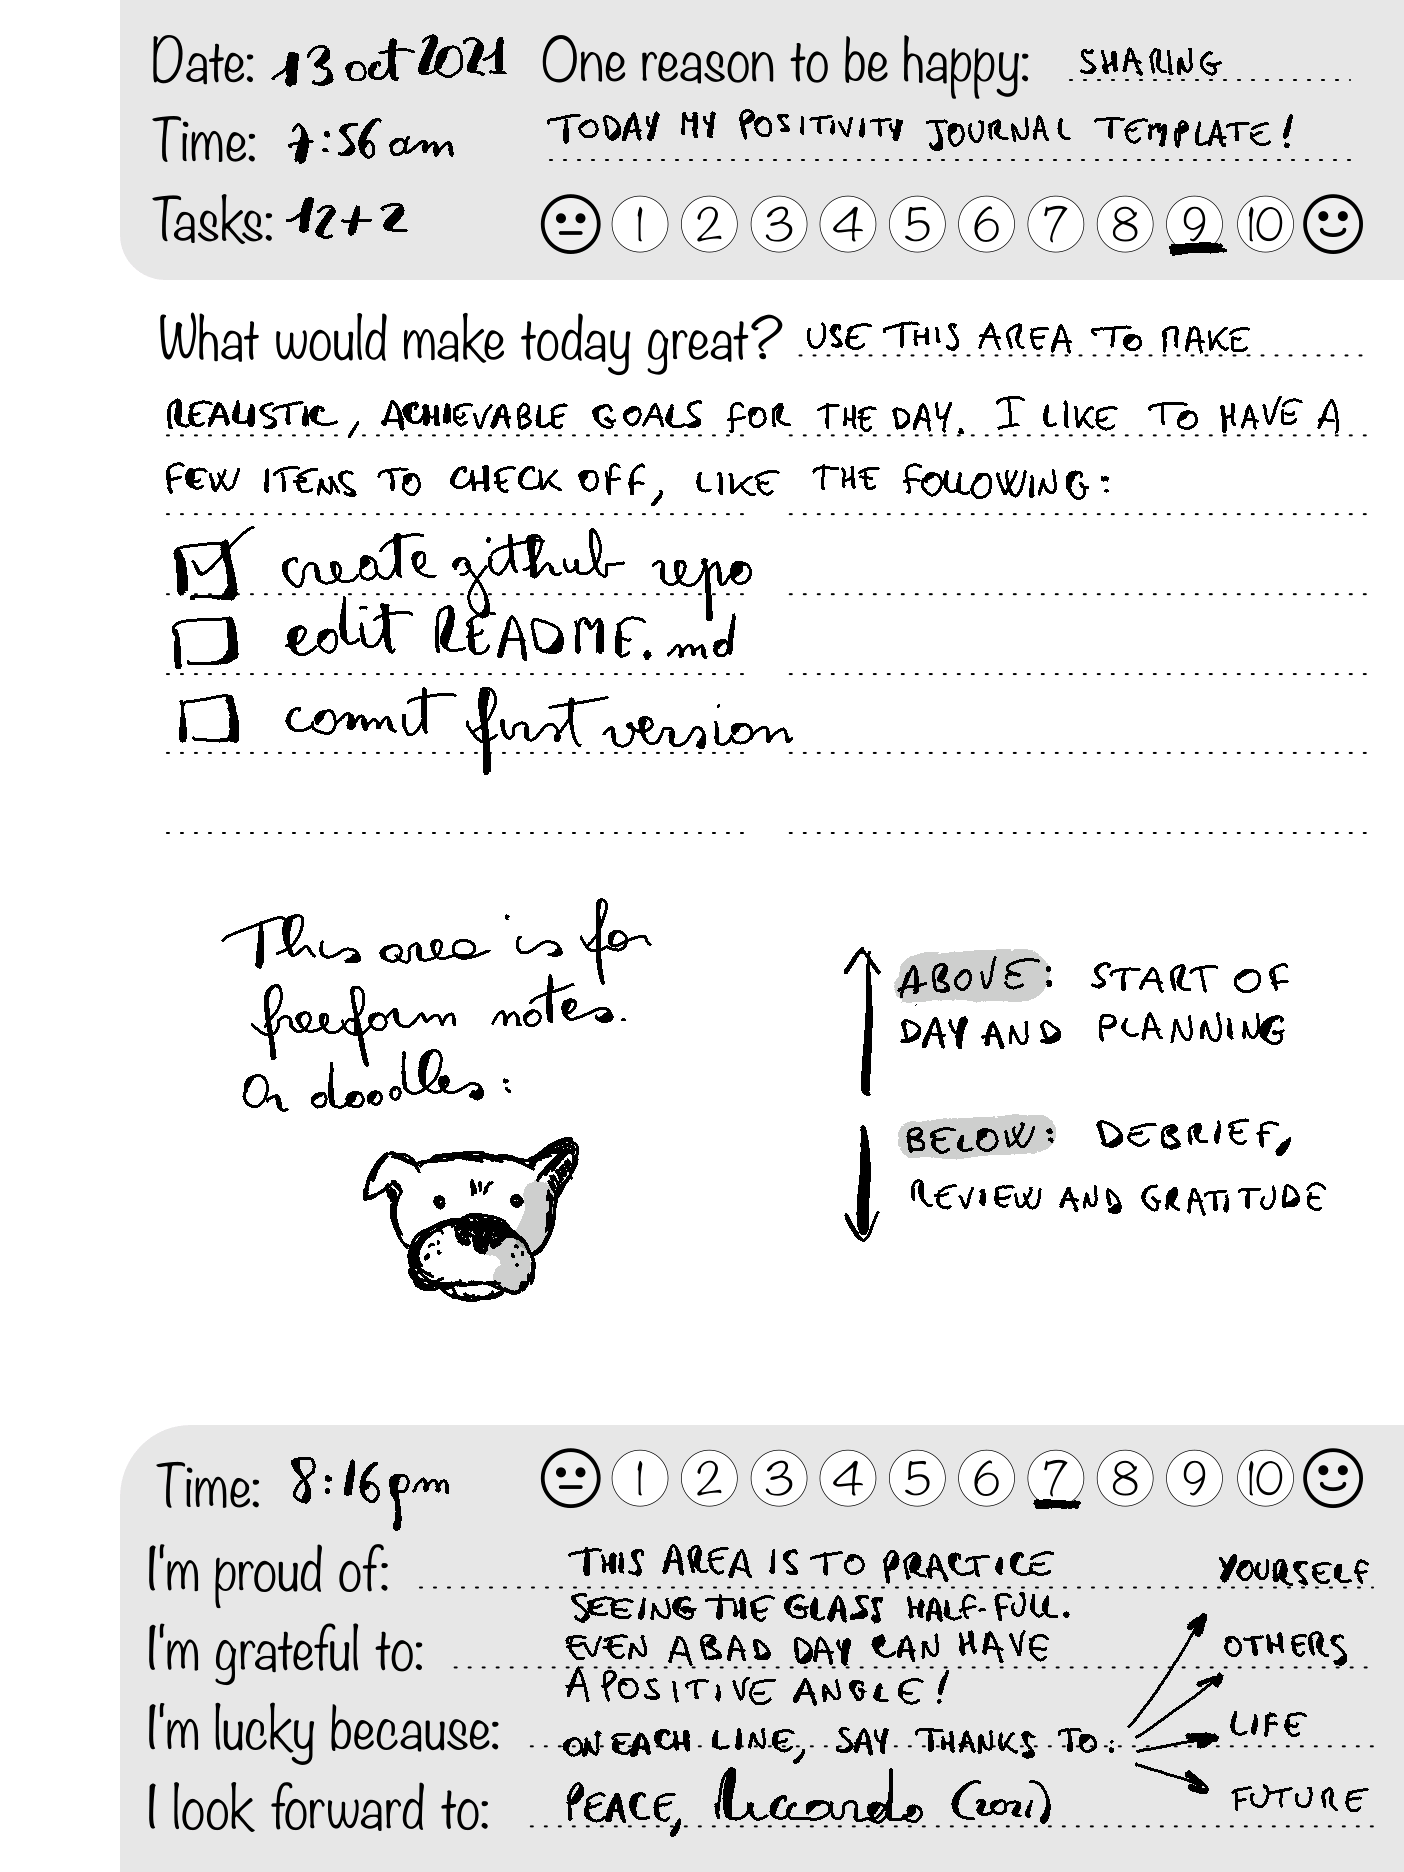 Date: 13 oct 2021 One reason to be happy: SHARING
Time: 7:56 am TODAY MY POSITIVITY JOURNAL TEMPLATE!
Tasks: 12+2 1 2 3 4 5 6 7 8 9 10
What would make today great? USE THIS AREA TO MAKE
REALISTIC, ACHIEVABLE GOALS FOR THE DAY. I LIKE TO HAVE A
FEW ITEMS TO CHECK OFF, LIKE THE FOLLOWING:
create github repo
edit README.md
commit first version
This area is for
freeform notes.
Or doodles:
ABOVE: START OF
DAY AND PLANNING
BELOW: DEBRIEF,
REVIEW AND GRATITUDE
Time: 8:16pm 1 2 3 4 5 6 7 8 9 10
I'm proud of: THIS AREA IS TO PRACTICE YOURSELF
SEEING THE GLASS HALF-FULL.
I'm grateful to: EVEN A BAD DAY CAN HAVE OTHERS
A POSITIVE ANGLE!
I'm lucky because: ON EACH LINE, SAY THANKS TO: LIFE
I look forward to: PEACE, Riccardo (2021) FUTURE